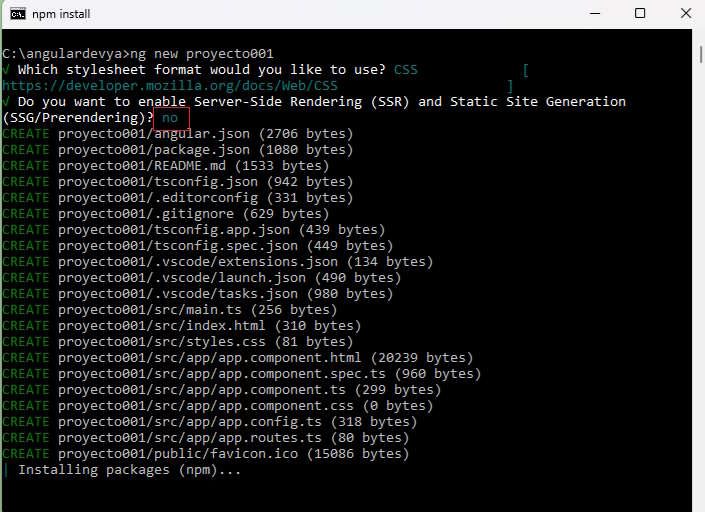 npm install
C:\angulardevya>ng new proyecto001
√ Which stylesheet format would you like to use? CSS [
https://developer.mozilla.org/docs/Web/CSS ]
√ Do you want to enable Server-Side Rendering (SSR) and Static Site Generation
(SSG/Prerendering)? no
CREATE proyecto001/angular.json (2706 bytes)
CREATE proyecto001/package.json (1080 bytes)
CREATE proyecto001/README.md (1533 bytes)
CREATE proyecto001/tsconfig.json (942 bytes)
CREATE proyecto001/.editorconfig (331 bytes)
CREATE proyecto001/.gitignore (629 bytes)
CREATE proyecto001/tsconfig.app.json (439 bytes)
CREATE proyecto001/tsconfig.spec.json (449 bytes)
CREATE proyecto001/.vscode/extensions.json (134 bytes)
CREATE proyecto001/.vscode/launch.json (490 bytes)
CREATE proyecto001/.vscode/tasks.json (980 bytes)
CREATE proyecto001/src/main.ts (256 bytes)
CREATE proyecto001/src/index.html (310 bytes)
CREATE proyecto001/src/styles.css (81 bytes)
CREATE proyecto001/src/app/app.component.html (20239 bytes)
CREATE proyecto001/src/app/app.component.spec.ts (960 bytes)
CREATE proyecto001/src/app/app.component.ts (299 bytes)
CREATE proyecto001/src/app/app.component.css (0 bytes)
CREATE proyecto001/src/app/app.config.ts (318 bytes)
CREATE proyecto001/src/app/app.routes.ts (80 bytes)
CREATE proyecto001/public/favicon.ico (15086 bytes)
| Installing packages (npm)...